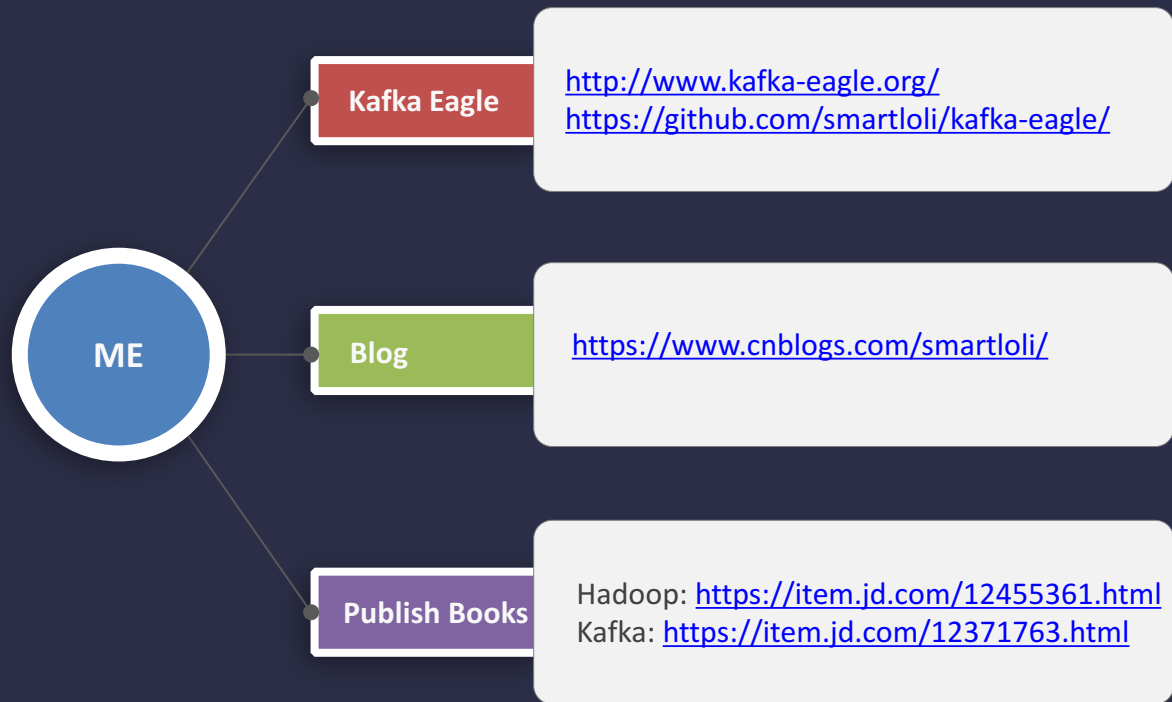 Kafka Eagle
http://www.kafka-eagle.org/
https://github.com/smartloli/kafka-eagle/
ME
Blog
https://www.cnblogs.com/smartloli/
Publish Books
Hadoop: https://item.jd.com/12455361.html
Kafka: https://item.jd.com/12371763.html